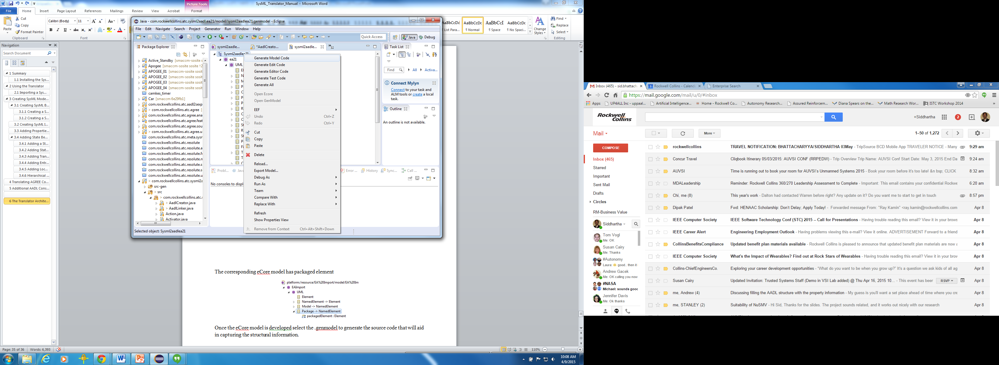 SysML_Translator_Manual - Microsoft Word
Picture Tools
File Home Insert Page Layout References Mailings Review View Format
Paste
Cut
Copy
Format Painter
Clipboard
Calibri (Body) 11
Font
AaBbCcDc AaBbCcDc AaBbCcI AaBbCcDc
¶ List Para... ¶ Normal ¶ Space ¶ No Spaci...
Change Styles
Find
Replace
Select
Editing
Navigation
Search Document
1 Summary
1.1 Installing the Sys...
2 Using the Translator
2.1 Importing a Sys...
3 Creating SysML Mode...
3.1 Creating SysML B...
3.1.1 Creating a S...
3.1.2 Creating a S...
3.2 Creating SysML I...
3.3 Adding Propertie...
3.4 Adding State Be...
3.4.1 Adding a St...
3.4.2 Adding Stat...
3.4.3 Adding Tran...
3.4.4 Adding Entr...
3.4.5 Adding Loc...
3.4.6 Hierarchical ...
4 Translating AGREE Co...
5 Additional AADL Cons...
6 The Translator Archite...
Java - com.rockwellcollins.atc.sysml2aadl.ea21/model/sysml2aadlea21.genmodel - Eclipse
File Edit Navigate Search Project Generator Run Window Help
Quick Access
Java Debug
Package Explorer
Active_Standby [smaccm-sosite s
Apogee [smaccm-sosite sosite ↑2
APOGEE_01 [smaccm-sosite sosit
APOGEE_02 [smaccm-sosite sosit
APOGEE_03 [smaccm-sosite sosit
APOGEE_04 [smaccm-sosite sosit
camkes_timer
Car [smaccm 6e29fb1]
com.rockwellcollins.atc.aadl2sexp
> com.rockwellcollins.atc.agree [
com.rockwellcollins.atc.agree.ana
com.rockwellcollins.atc.agree.feat
com.rockwellcollins.atc.agree.sou
> com.rockwellcollins.atc.agree.u
com.rockwellcollins.atc.meta.sysm
com.rockwellcollins.atc.resolute
com.rockwellcollins.atc.resolute.a
com.rockwellcollins.atc.resolute.f
com.rockwellcollins.atc.resolute.r
com.rockwellcollins.atc.resolute.s
com.rockwellcollins.atc.resolute.s
com.rockwellcollins.atc.resolute.u
> com.rockwellcollins.atc.sysml2a
src-gen
> src
> com.rockwellcollins.atc.s
> AadlCreator.java
> AadlLinker.java
Action.java
Activator.java
Selected object: Sysml2aadlea21
sysml2aadle... *AadlCreato... sysml2aadle... »32
Sysml2aadlea21
ea21
UML
Generate Model Code
Generate Edit Code
Generate Editor Code
Generate Test Code
Generate All
Open Ecore
Open GenModel
EEF
Undo Ctrl+Z
Redo Ctrl+Y
Cut
Copy
Paste
Delete
Reload...
Export Model...
Debug As
Run As
Team
Compare With
Replace With
Refresh
Show Properties View
Remove from Context Ctrl+Alt+Shift+Down
Task List
Find All Activa...
Connect Mylyn
Connect to your task and
ALM tools or create a local
task.
Outline
An outline is not available.
Probl... @ Java Error ... History Sync... Call ...
No consoles to displ
The corresponding eCore model has packaged element
platform:/resource/EA%20Import/model/EA%20Im
EAImport
UML
Element
NamedElement -> Element
Model -> NamedElement
Package -> NamedElement
packagedElement : Element
Once the eCore model is developed select the .genmodel to generate the source code that will aid
in capturing the structural information.
Page: 35 of 36 Words: 6,393
110%
10:08 AM
4/9/2015
Inbox (465) - sid.bhattach Rockwell Collins - Calend Enterprise Search
https://mail.google.com/mail/u/0/#inbox
Apps UP4ALL Inc - uppaal... Artificial Intelligence... Home - Rockwell Co... Autonomy Research... Assured Reinforcem... Diana Spears on the... Math Research Wor... ISTC Workshop 2014 »
Rockwell Collins
+Siddhartha 2
Mail
More
1–50 of 1,272
COMPOSE
Inbox (465)
Starred
Important
Sent Mail
Drafts
Circles
RM-Business Value
Siddhartha
Tom Vogl
Me: OK
Susan Cairy
Me: Thanks
#Autonomy
Laura: good.. then it i
Andrew Gacek
Me: OK calling you now
#NASA
Michael: sounds good
Jennifer Davis
Me: Ok thanks
rockwellcollins TRAVEL NOTIFICATION: BHATTACHARYYA/SIDDHARTHA 03May - TripSource BCD Mobile App TRAVELER NOTICE - Many 9:29 am
Concur Travel Cliqbook Itinerary 05/03/2015: AUVSI CONF (RRPEDW) - Trip Overview Trip Name: AUVSI Conf Start Date: May 3, 2015 End Da 9:24 am
AUVSI Time is running out to book your room for AUVSI's Unmanned Systems 2015 - Book your room before it's too late! &n bsp; CLICK 8:32 am
MDALeadership Reminder: Rockwell Collins 360/270 Leadership Assessment to Complete - Important: This email contains your confidential Rockwe 6:20 am
Chi, me (8) This year's work - Dalton had contacted Warren before right? Any update on it? Do you want me to start to get in touch 8:57 pm
Dipak Patel Fwd: HENAAC Scholarship: Don't Delay; Apply Today! - Forwarded message From: "Ray Kamin" <ray.kamin@rockwellcollins.com Apr 8
IEEE Computer Society IEEE Software Technology Conf (STC) 2015 -- Call for Presentations - Having trouble reading this email? View it in your brows Apr 8
IEEE Career Alert Engineering Employment Outlook - Having problems viewing this e-mail? View it online. ADVERTISEMENT Forward to a friend Apr 8
CollinsBenefitsCompliance Updated benefit plan materials available - Rockwell Collins is pleased to announce that updated benefit plan materials are now a Apr 8
IEEE Computer Society What's the Impact of Wearables? Find out at Rock Stars of Wearables - Having trouble reading this email? View it in your brow Apr 8
Collins-ChiefEngineersCo. Exploring your career development opportunities - "What do you want to be when you grow up?" It's a question we ask kids of all ag Apr 8
Susan Cairy Updated Invitation: Trusted Systems Staff (Demo in VSI Lab added) @ Thu Apr 16, 2015 10... - This event has been RSVP Apr 8
me, Andrew (4) Discussing filling the AADL structure with the property information - My guess is you'll want a set place ahead of time where you cre Apr 8
me, STANLEY (2) Suitability of NuSMV - Hi Sid, Thanks for the slides. The project sounds related, and it works out nicely with our research Apr 8